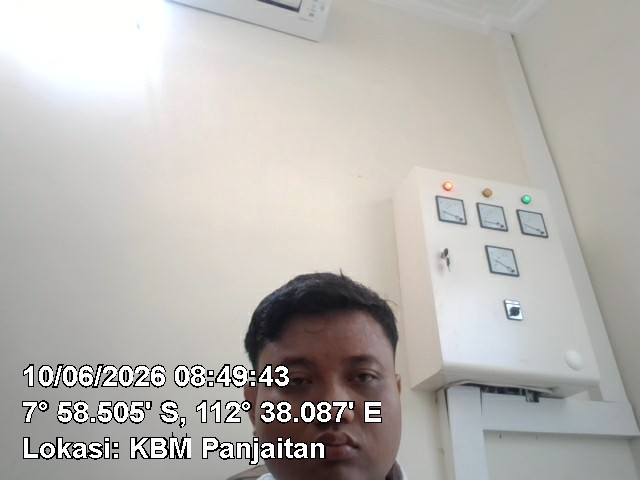 10/06/2026 08:49:43
7° 58.505' S, 112° 38.087' E
Lokasi: KBM Panjaitan